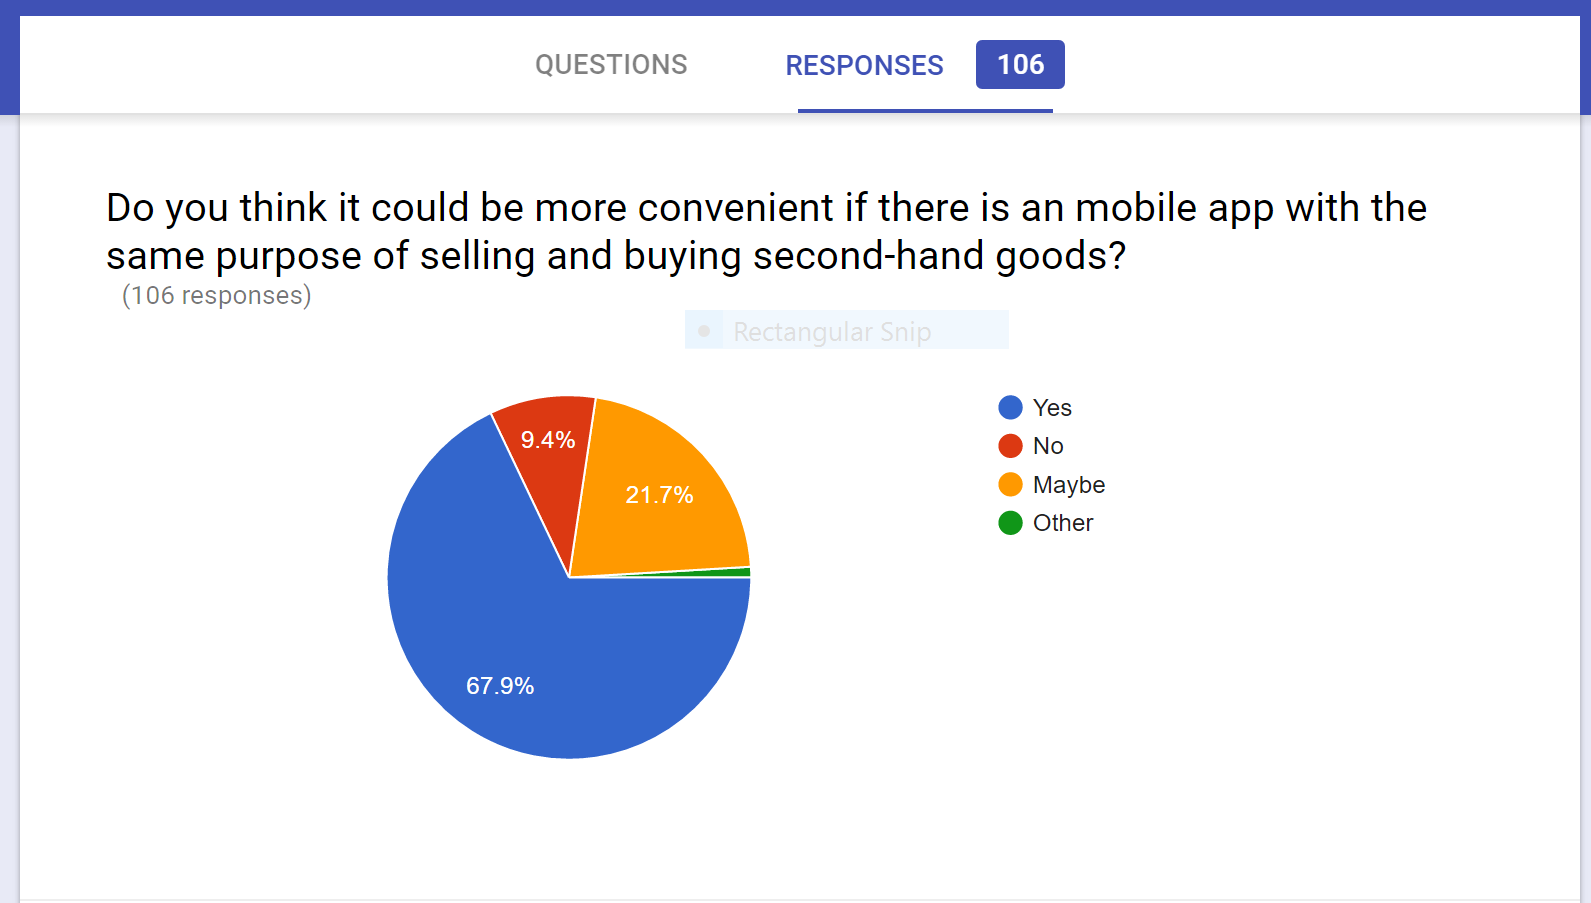 QUESTIONS RESPONSES 106
Do you think it could be more convenient if there is an mobile app with the
same purpose of selling and buying second-hand goods?
(106 responses)
Rectangular Snip
Yes
No
Maybe
Other
9.4%
21.7%
67.9%